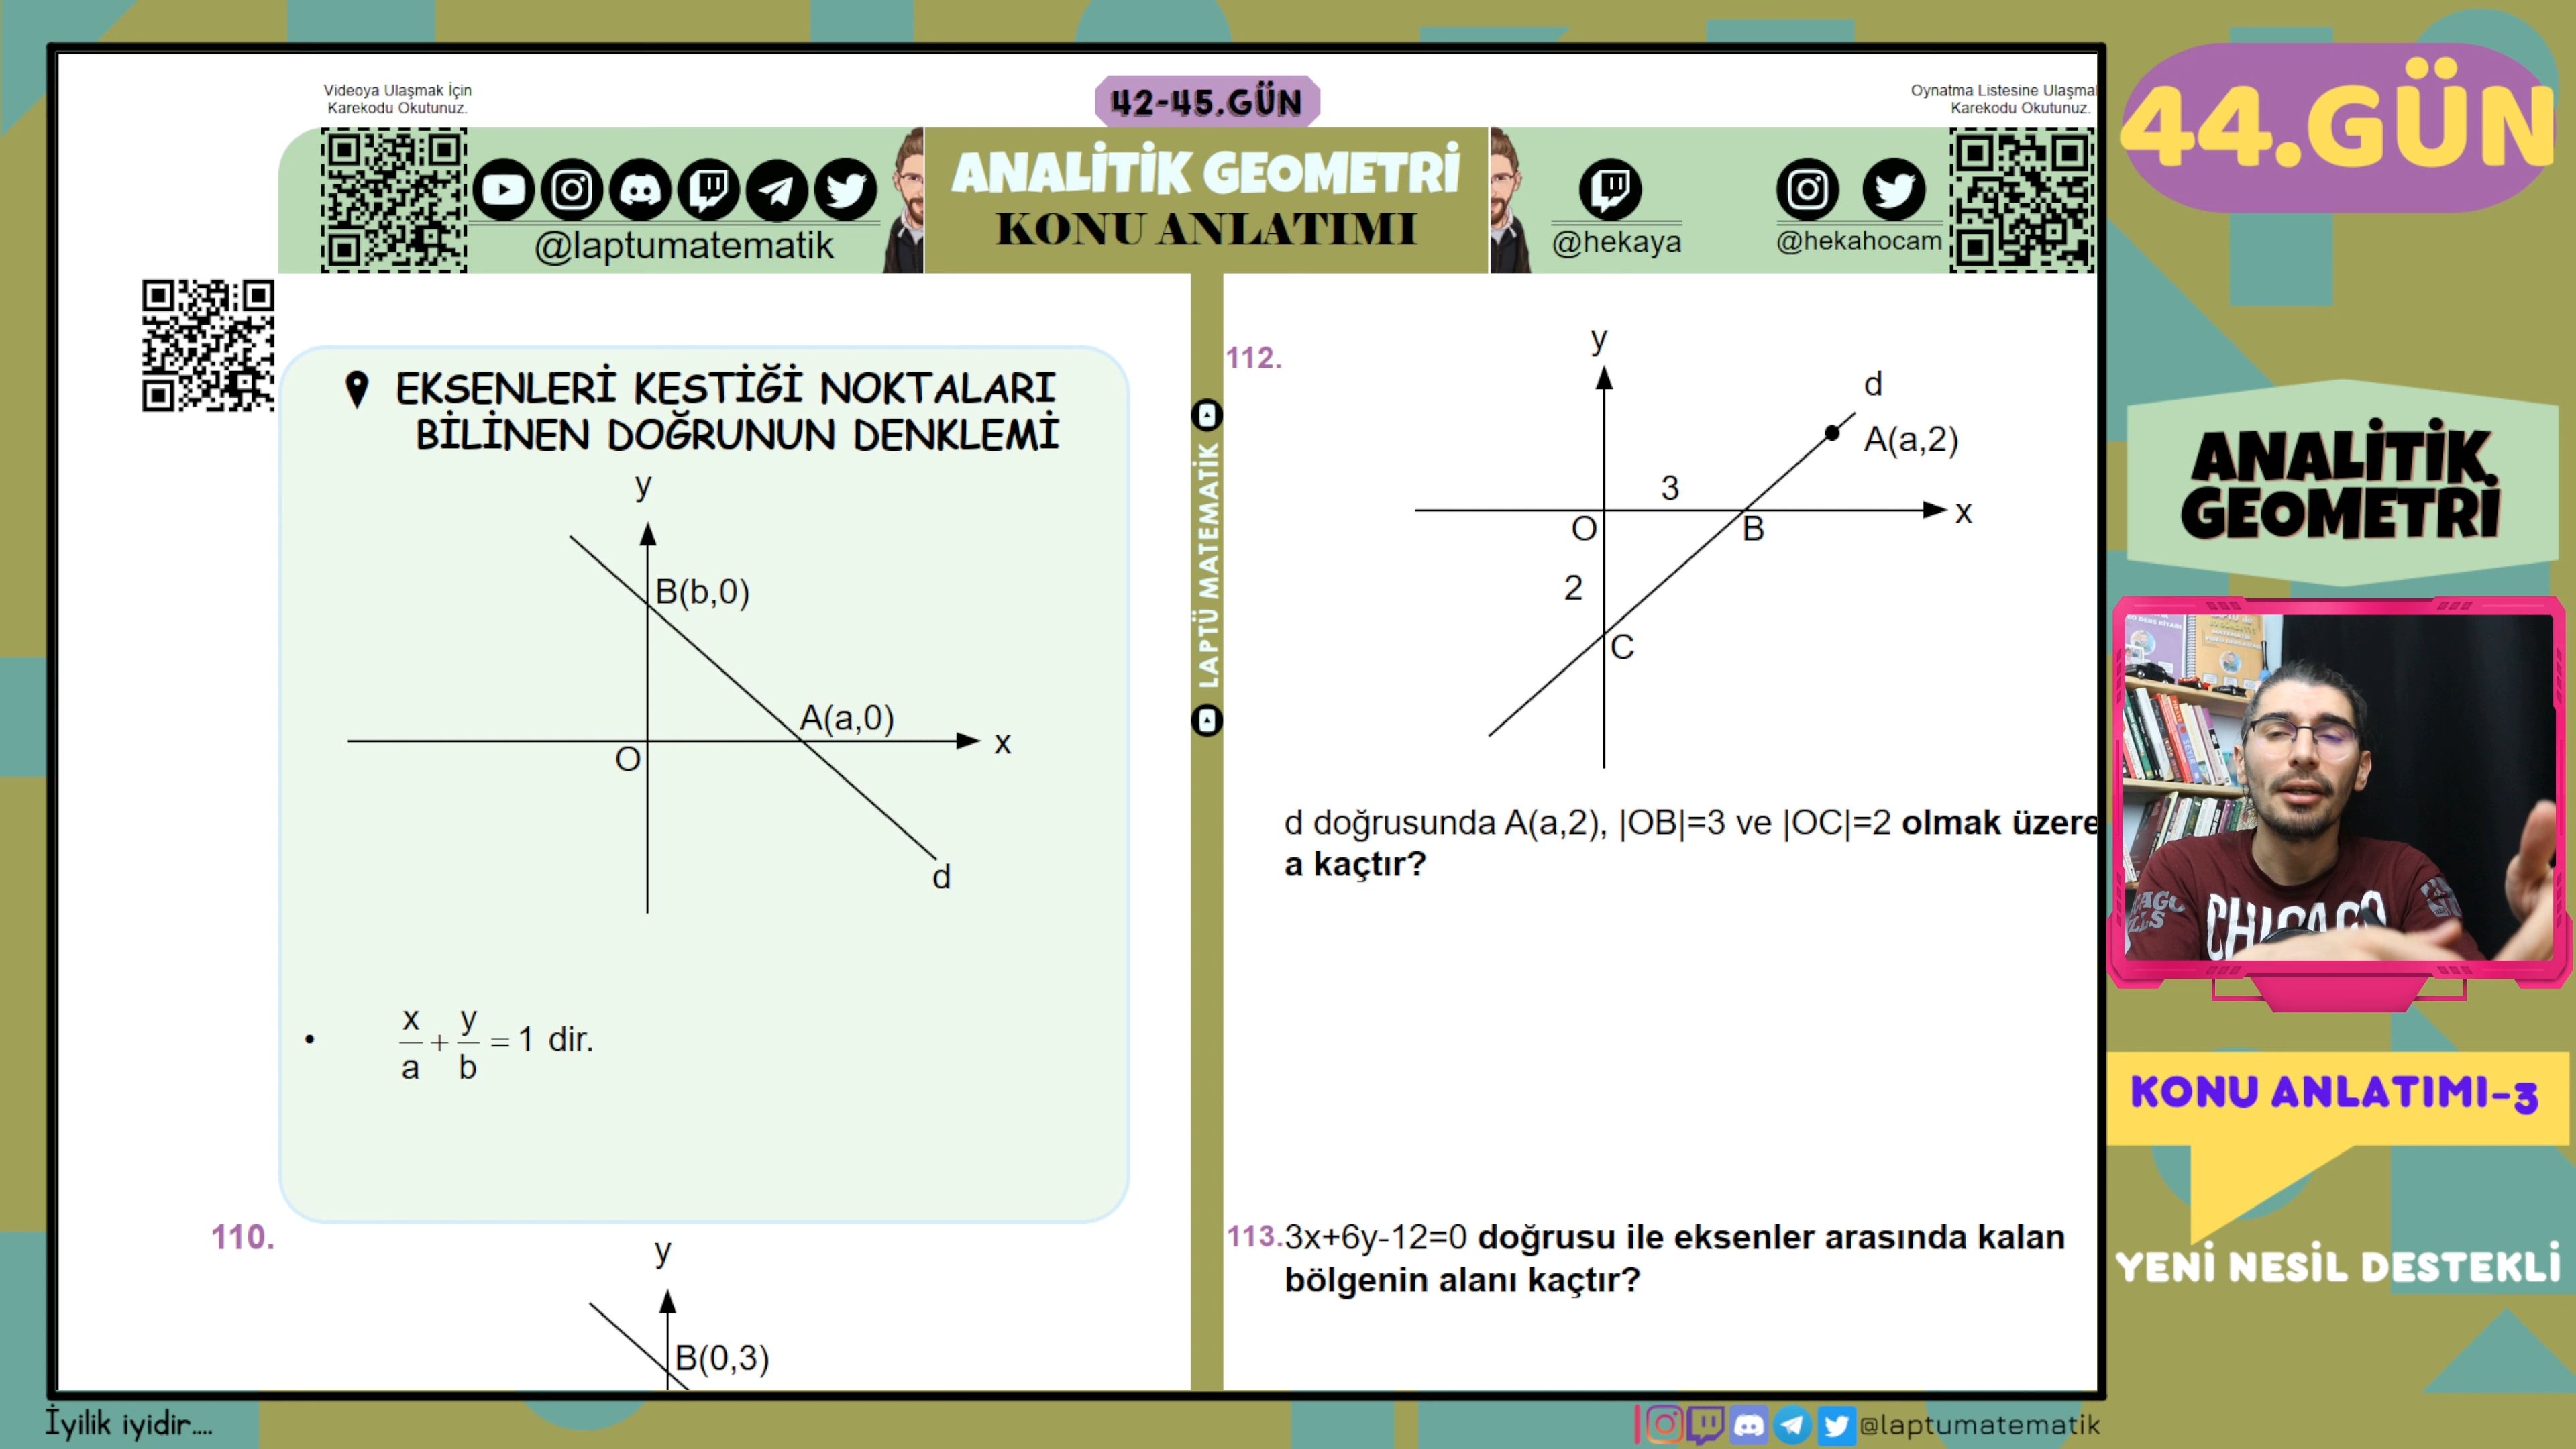 Videoya Ulaşmak İçin
Karekodu Okutunuz.
42-45.GÜN
Oynatma Listesine Ulaşma
Karekodu Okutunuz.
@laptumatematik
ANALİTİK GEOMETRİ
KONU ANLATIMI
@hekaya
@hekahocam
EKSENLERİ KESTİĞİ NOKTALARI
BİLİNEN DOĞRUNUN DENKLEMİ
y
B(b,0)
A(a,0)
O
x
d
• x/a + y/b = 1 dir.
110.
y
B(0,3)
LAPTÜ MATEMATİK
112.
y
d
A(a,2)
3
x
O
B
2
C
d doğrusunda A(a,2), |OB|=3 ve |OC|=2 olmak üzere
a kaçtır?
113. 3x+6y-12=0 doğrusu ile eksenler arasında kalan
bölgenin alanı kaçtır?
44.GÜN
ANALİTİK
GEOMETRİ
CHICAGO
KONU ANLATIMI-3
YENİ NESİL DESTEKLİ
İyilik iyidir....
@laptumatematik